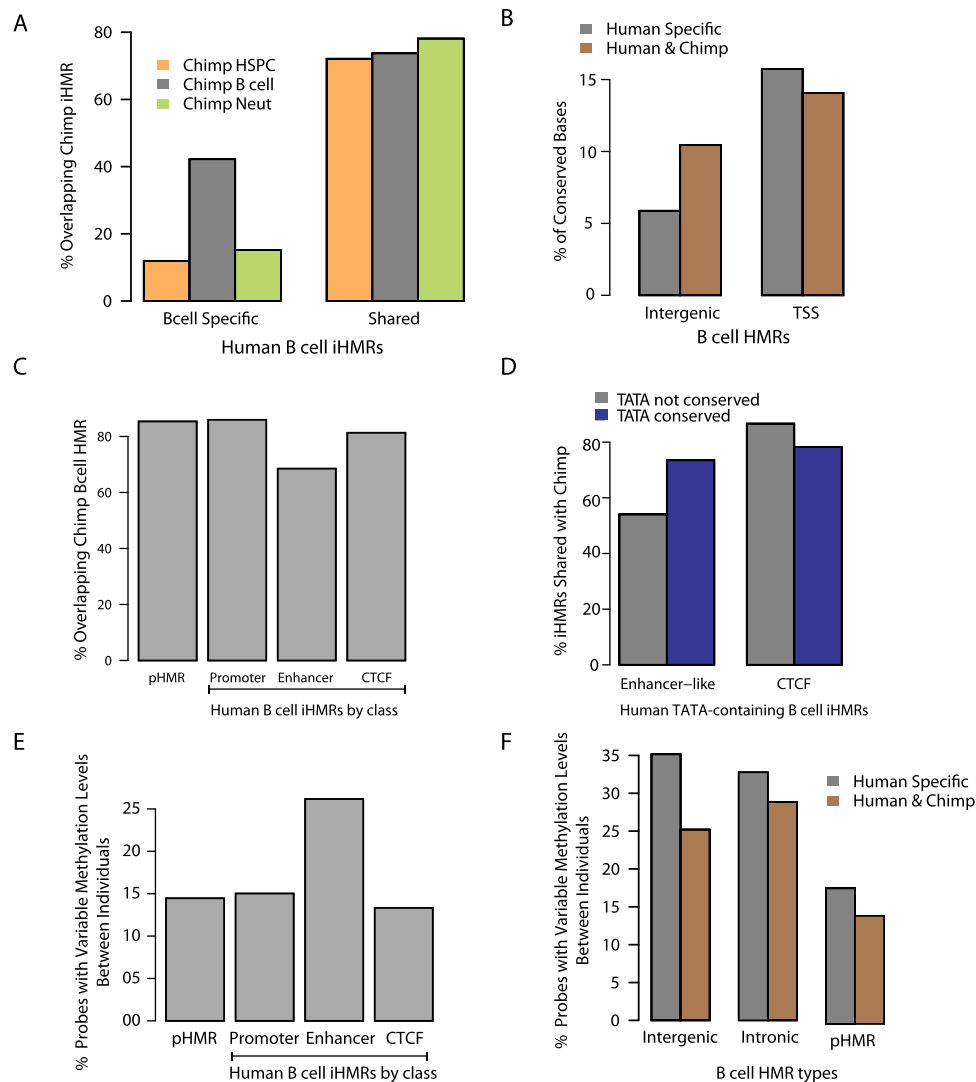 A
% Overlapping Chimp iHMR
80
60
40
20
0
Chimp HSPC
Chimp B cell
Chimp Neut
Bcell Specific
Shared
Human B cell iHMRs
B
% of Conserved Bases
15
10
5
0
Human Specific
Human & Chimp
Intergenic
TSS
B cell HMRs
C
% Overlapping Chimp Bcell HMR
80
60
40
20
0
pHMR
Promoter
Enhancer
CTCF
Human B cell iHMRs by class
D
% iHMRs Shared with Chimp
80
60
40
20
0
TATA not conserved
TATA conserved
Enhancer–like
CTCF
Human TATA-containing B cell iHMRs
E
% Probes with Variable Methylation Levels
Between Individuals
25
20
15
10
05
00
pHMR
Promoter
Enhancer
CTCF
Human B cell iHMRs by class
F
% Probes with Variable Methylation Levels
Between Individuals
35
30
25
20
15
10
5
0
Human Specific
Human & Chimp
Intergenic
Intronic
pHMR
B cell HMR types